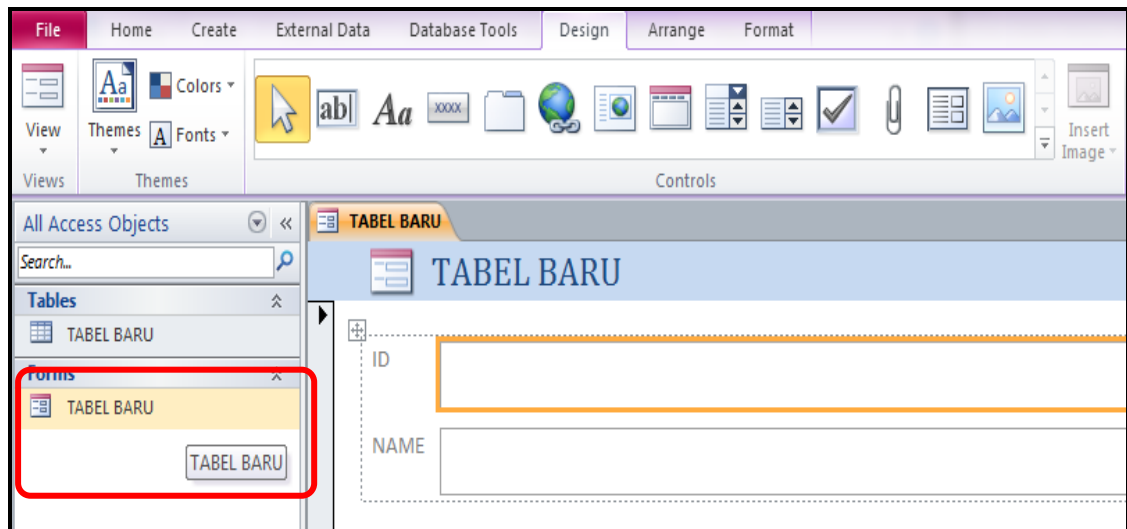 File Home Create External Data Database Tools Design Arrange Format
Aa Colors
ab| Aa xxxx
View Themes A Fonts Insert
Image
Views Themes Controls
All Access Objects « TABEL BARU
Search... TABEL BARU
Tables
TABEL BARU
ID
Forms
TABEL BARU
NAME
TABEL BARU